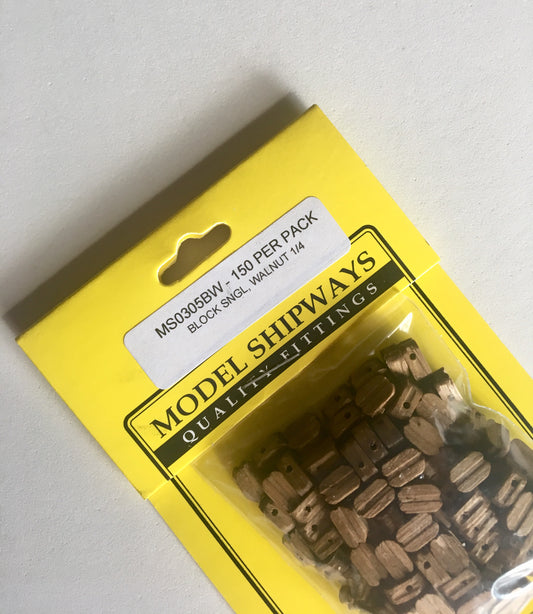 MS0305BW - 150 PER PACK
BLOCK SNGL, WALNUT 1/4
MODEL SHIPWAYS
QUALITY FITTINGS